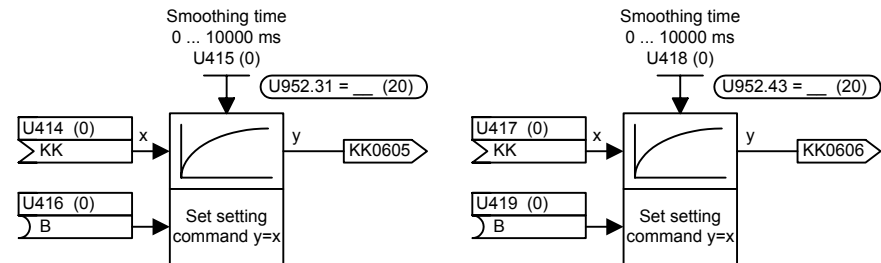 Smoothing time
0 ... 10000 ms
U415 (0)
U952.31 = __ (20)
U414 (0)
KK
x
y
KK0605
U416 (0)
B
Set setting
command y=x
Smoothing time
0 ... 10000 ms
U418 (0)
U952.43 = __ (20)
U417 (0)
KK
x
y
KK0606
U419 (0)
B
Set setting
command y=x